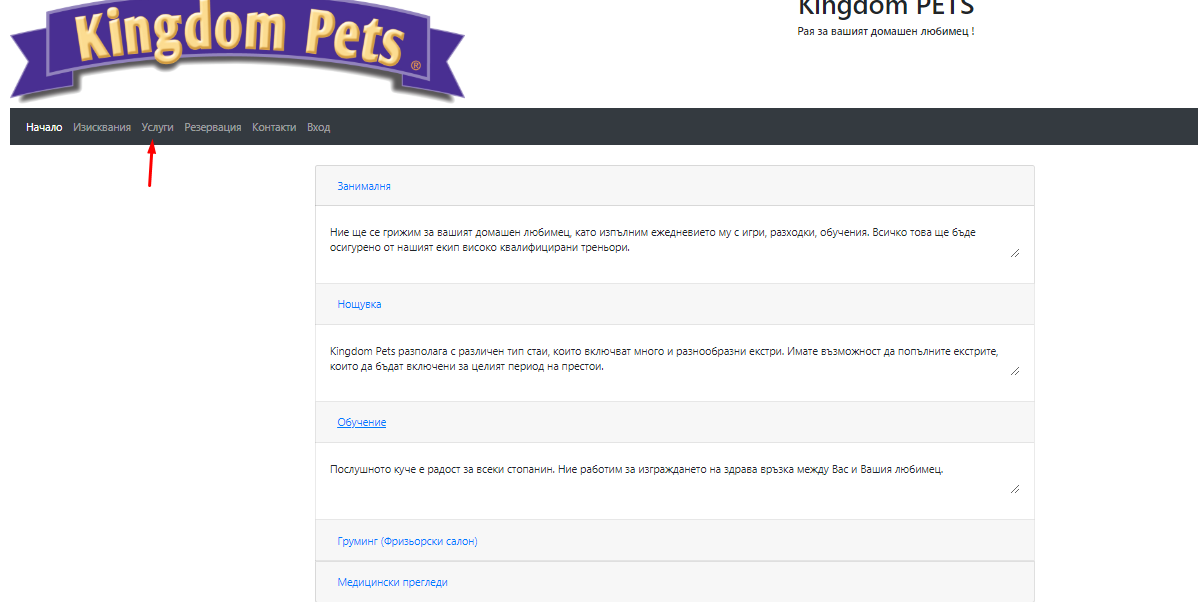 Kingdom Pets ®
Kingdom PETS
Рая за вашият домашен любимец !
Начало Изисквания Услуги Резервация Контакти Вход
Занималня
Ние ще се грижим за вашият домашен любимец, като изпълним ежедневието му с игри, разходки, обучения. Всичко това ще бъде
осигурено от нашият екип високо квалифицирани треньори.
Нощувка
Kingdom Pets разполага с различен тип стаи, които включват много и разнообразни екстри. Имате възможност да попълните екстрите,
които да бъдат включени за целият период на престои.
Обучение
Послушното куче е радост за всеки стопанин. Ние работим за изграждането на здрава връзка между Вас и Вашия любимец.
Груминг (Фризьорски салон)
Медицински прегледи